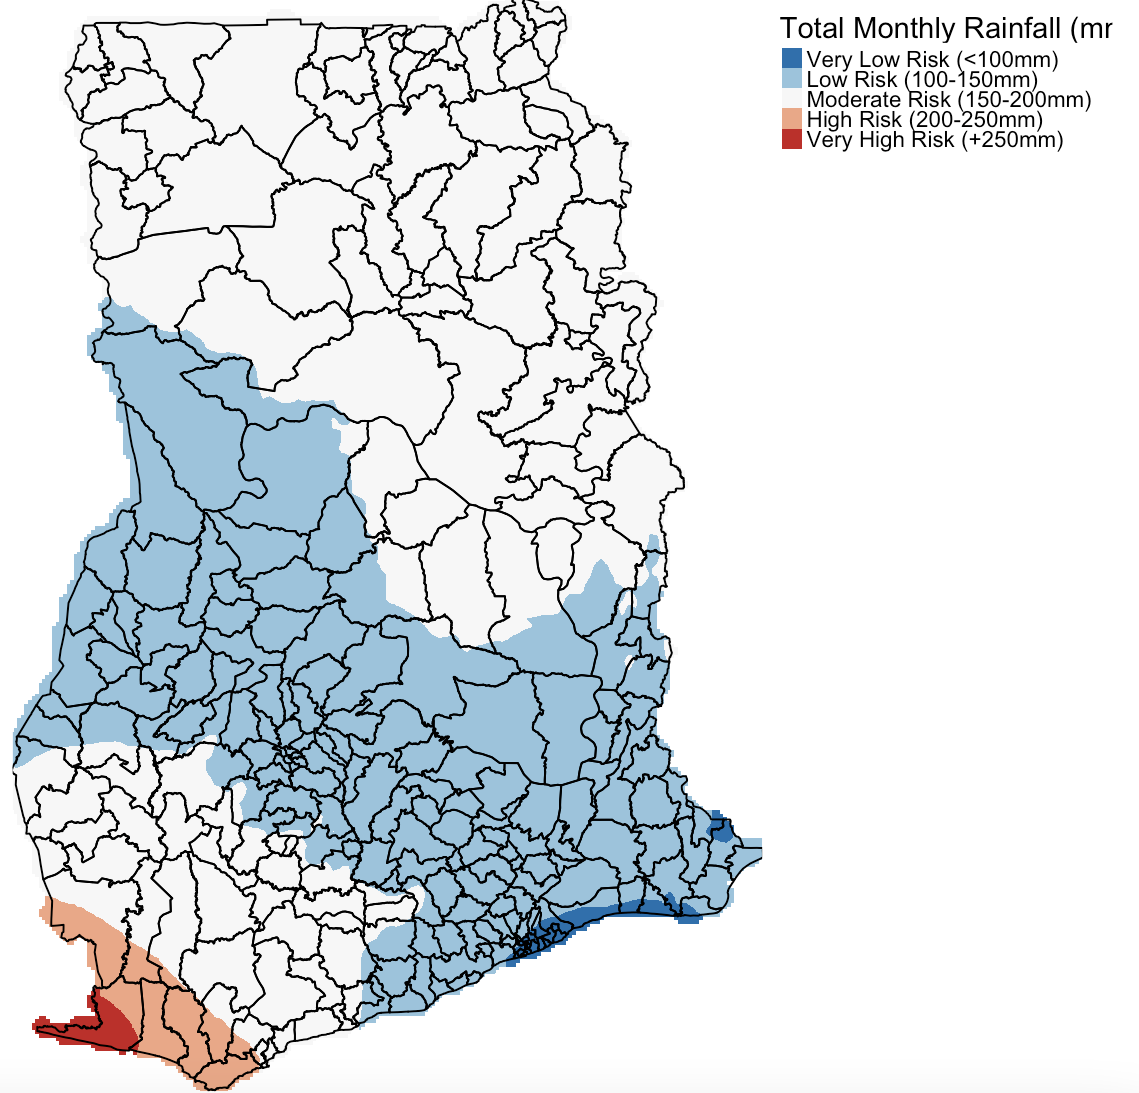 Total Monthly Rainfall (mr
Very Low Risk (<100mm)
Low Risk (100-150mm)
Moderate Risk (150-200mm)
High Risk (200-250mm)
Very High Risk (+250mm)